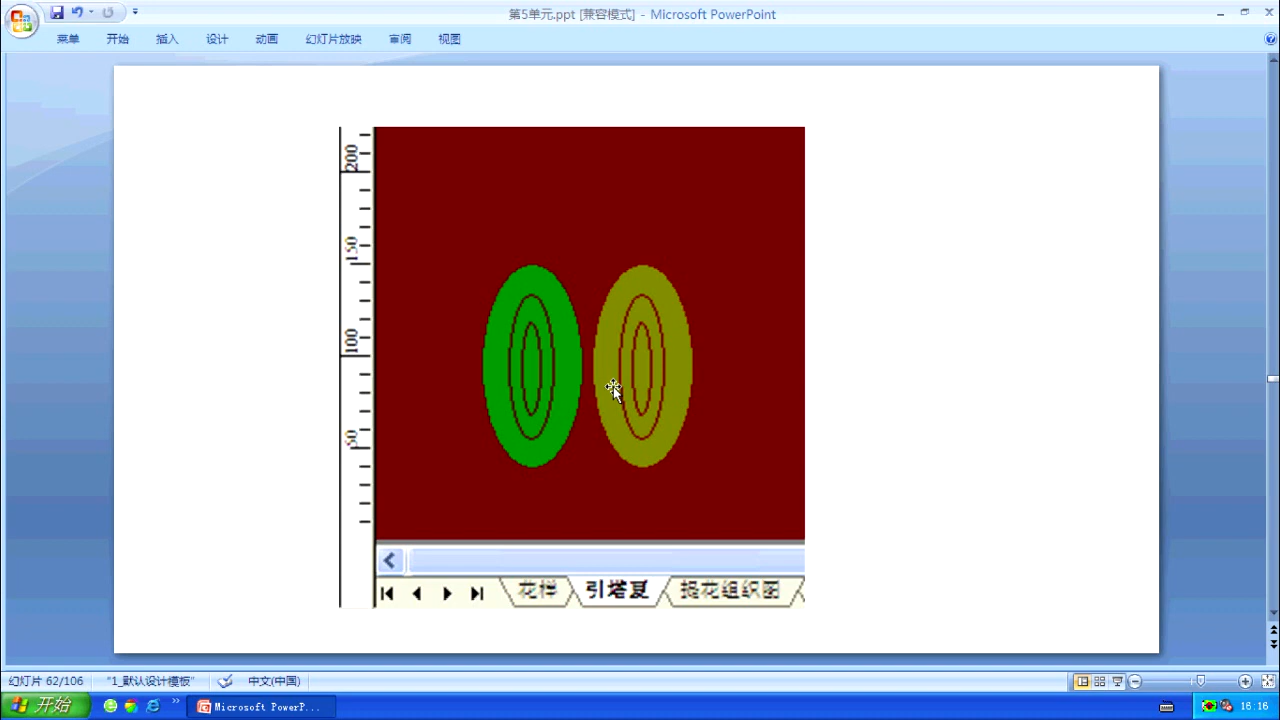 第5单元.ppt [兼容模式] - Microsoft PowerPoint
菜单 开始 插入 设计 动画 幻灯片放映 审阅 视图
200
150
100
50
花样 引塔夏 提花组织图
幻灯片 62/106 "1_默认设计模板" 中文(中国)
开始 Microsoft PowerP... 16:16